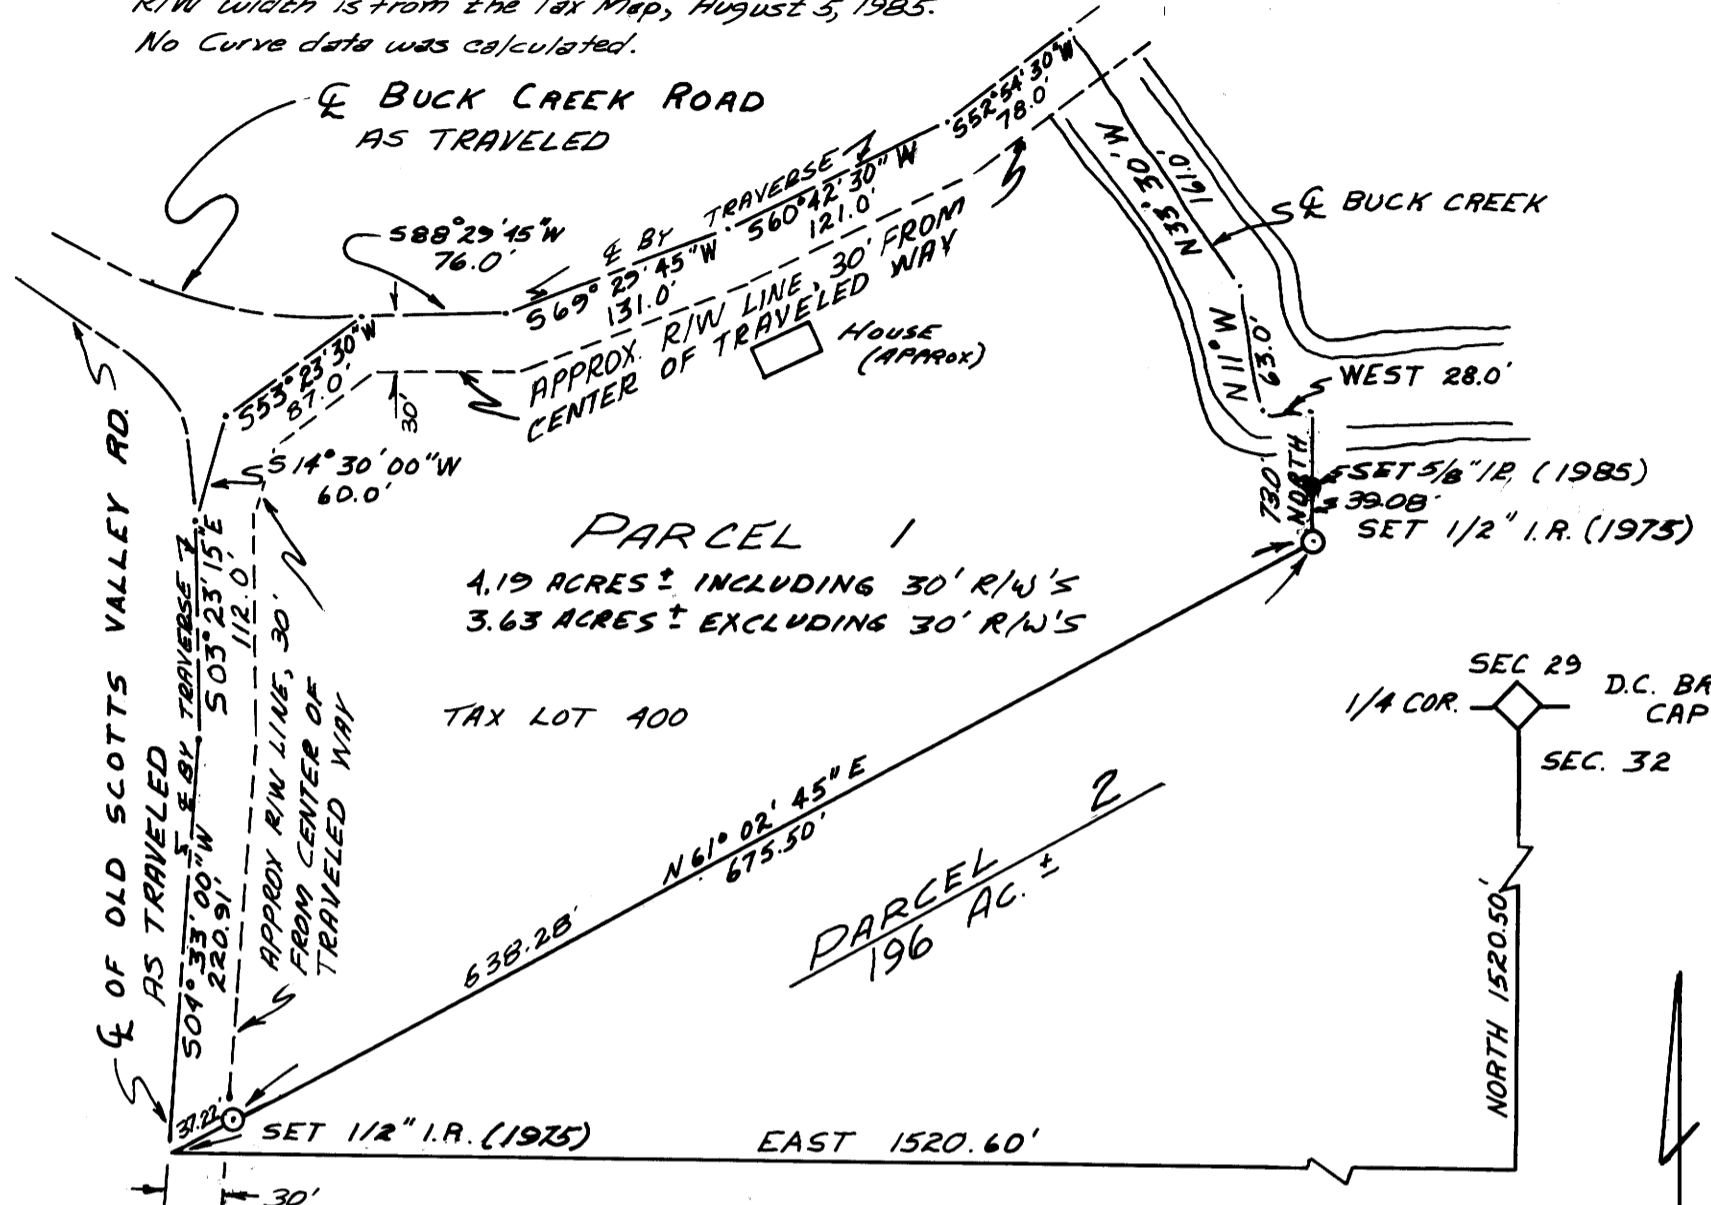 R/W width is from the Tax Map, August 5, 1985.
No Curve data was calculated.
℄ BUCK CREEK ROAD
AS TRAVELED
S88°29'45"W
76.0'
℄ BY TRAVERSE
S69°29'45"W
131.0'
S60°42'30"W
121.0'
S52°54'30"W
78.0'
APPROX. R/W LINE, 30' FROM
CENTER OF TRAVELED WAY
HOUSE
(APPROX)
N33°30'W
161.0'
℄ BUCK CREEK
N11°W
63.0'
WEST 28.0'
NORTH
73.0'
SET 5/8" I.R. (1985)
39.08'
SET 1/2" I.R. (1975)
S53°23'30"W
87.0'
30'
S14°30'00"W
60.0'
℄ OF OLD SCOTTS VALLEY RD.
AS TRAVELED
℄ BY TRAVERSE
S03°23'15"E
112.0'
S04°33'00"W
220.91'
APPROX R/W LINE, 30'
FROM CENTER OF
TRAVELED WAY
PARCEL 1
4.19 ACRES ± INCLUDING 30' R/W'S
3.63 ACRES ± EXCLUDING 30' R/W'S
TAX LOT 400
N61°02'45"E
675.50'
638.28'
PARCEL 2
196 AC. ±
SEC 29
1/4 COR.
D.C. BR
CAP
SEC. 32
NORTH 1520.50'
37.22'
SET 1/2" I.R. (1975)
EAST 1520.60'
30'